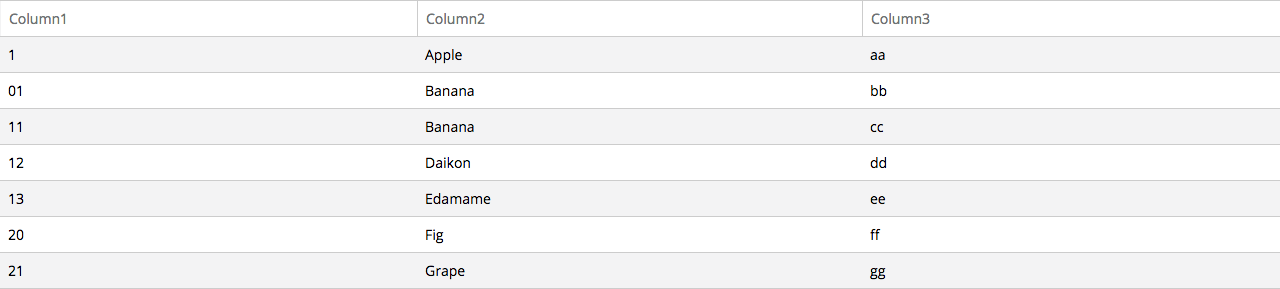 Column1 Column2 Column3
1 Apple aa
01 Banana bb
11 Banana cc
12 Daikon dd
13 Edamame ee
20 Fig ff
21 Grape gg